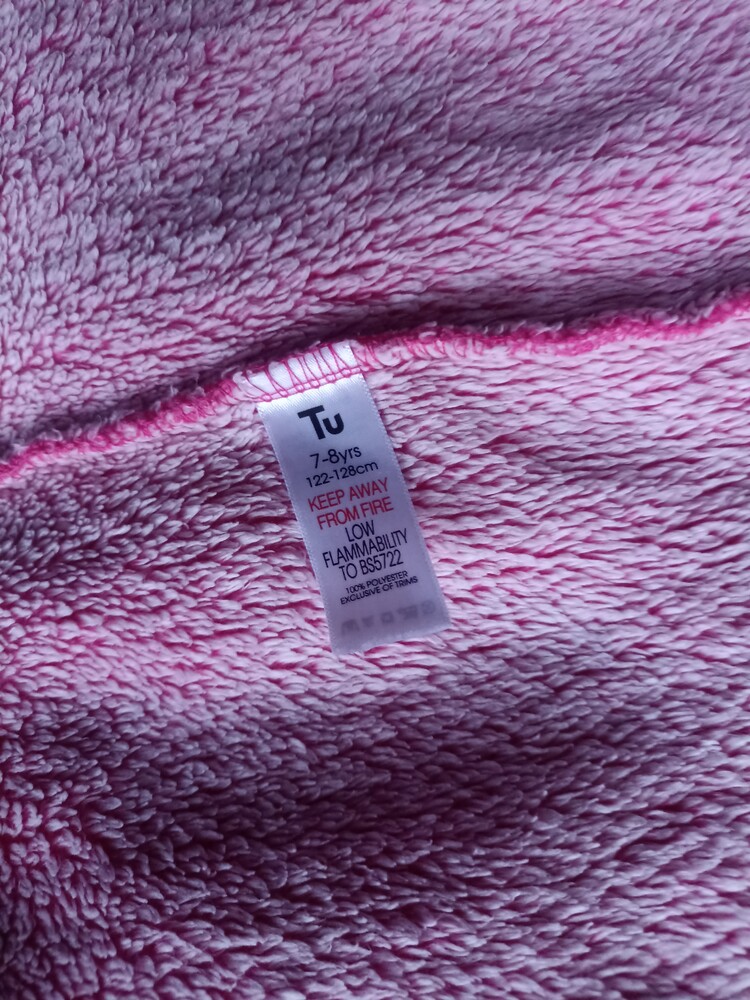 Tu
7-8yrs
122-128cm
KEEP AWAY
FROM FIRE
LOW
FLAMMABILITY
TO BS5722
100% POLYESTER
EXCLUSIVE OF TRIMS